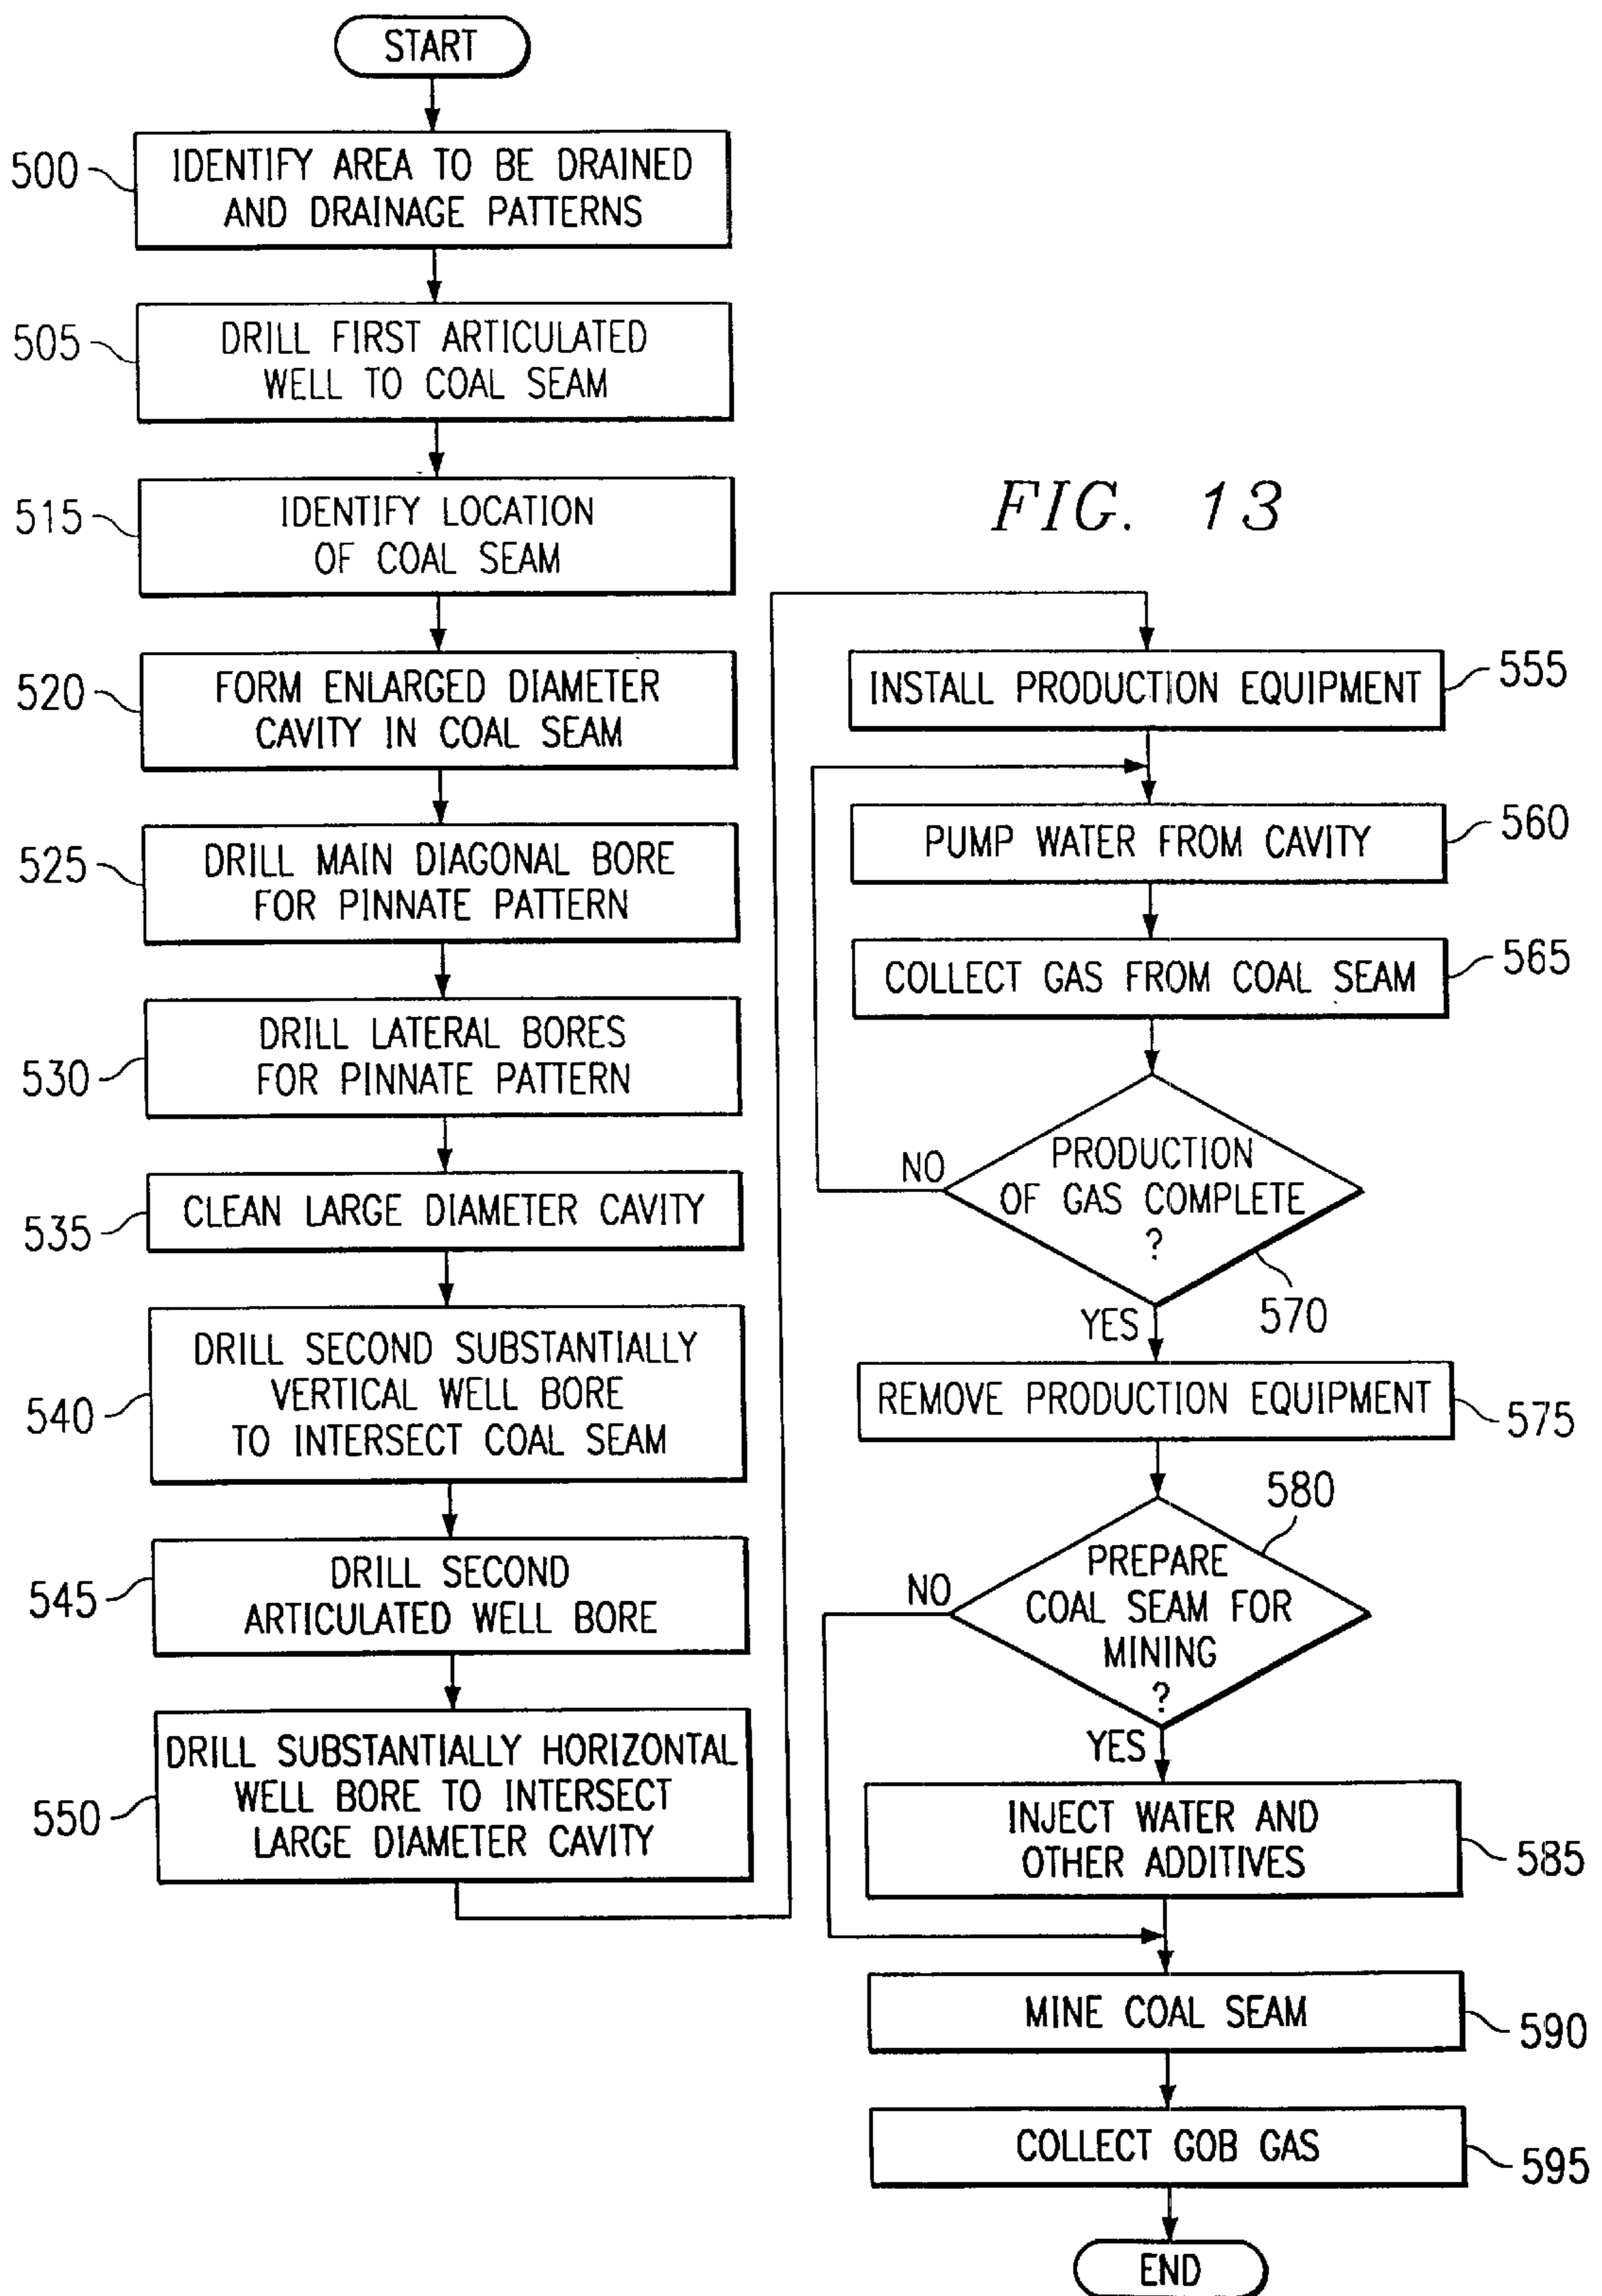 START
500
IDENTIFY AREA TO BE DRAINED
AND DRAINAGE PATTERNS
505
DRILL FIRST ARTICULATED
WELL TO COAL SEAM
515
IDENTIFY LOCATION
OF COAL SEAM
520
FORM ENLARGED DIAMETER
CAVITY IN COAL SEAM
525
DRILL MAIN DIAGONAL BORE
FOR PINNATE PATTERN
530
DRILL LATERAL BORES
FOR PINNATE PATTERN
535
CLEAN LARGE DIAMETER CAVITY
540
DRILL SECOND SUBSTANTIALLY
VERTICAL WELL BORE
TO INTERSECT COAL SEAM
545
DRILL SECOND
ARTICULATED WELL BORE
550
DRILL SUBSTANTIALLY HORIZONTAL
WELL BORE TO INTERSECT
LARGE DIAMETER CAVITY
FIG. 13
INSTALL PRODUCTION EQUIPMENT
555
PUMP WATER FROM CAVITY
560
COLLECT GAS FROM COAL SEAM
565
NO
PRODUCTION
OF GAS COMPLETE
?
570
YES
REMOVE PRODUCTION EQUIPMENT
575
580
NO
PREPARE
COAL SEAM FOR
MINING
?
YES
INJECT WATER AND
OTHER ADDITIVES
585
MINE COAL SEAM
590
COLLECT GOB GAS
595
END